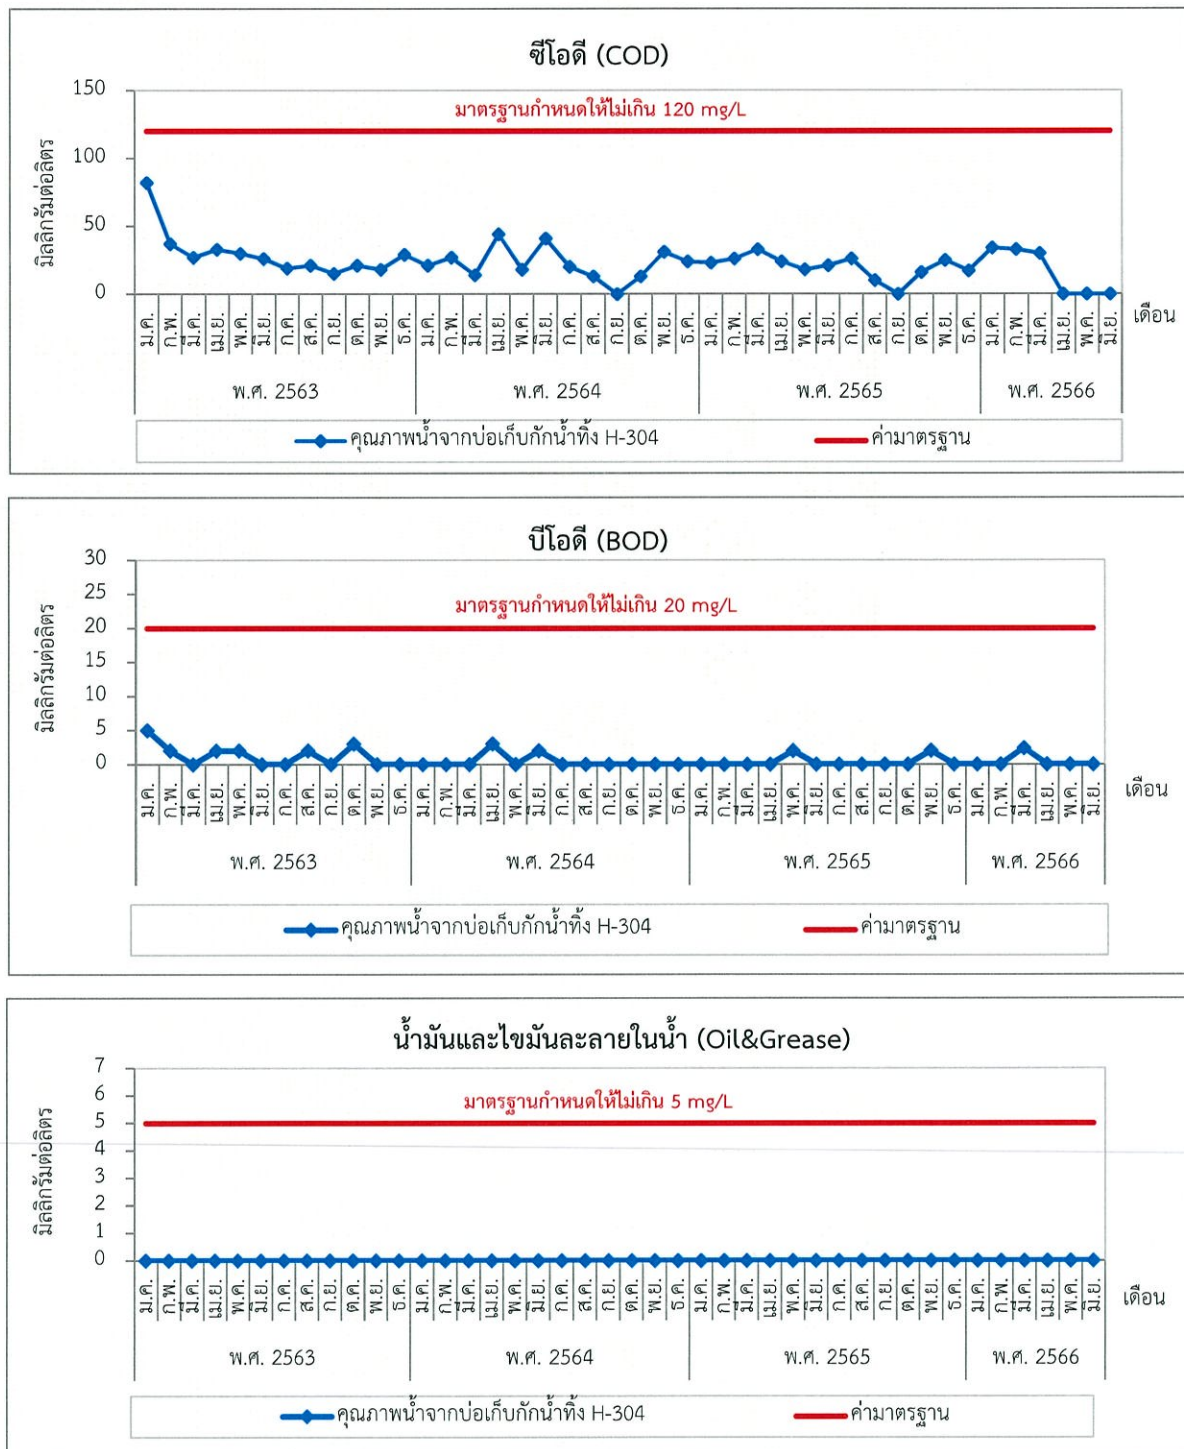 ซีโอดี (COD)
มิลลิกรัมต่อลิตร
150
100
50
0
มาตรฐานกำหนดให้ไม่เกิน 120 mg/L
ม.ค. ก.พ. มี.ค. เม.ย. พ.ค. มิ.ย. ก.ค. ส.ค. ก.ย. ต.ค. พ.ย. ธ.ค. ม.ค. ก.พ. มี.ค. เม.ย. พ.ค. มิ.ย. ก.ค. ส.ค. ก.ย. ต.ค. พ.ย. ธ.ค. ม.ค. ก.พ. มี.ค. เม.ย. พ.ค. มิ.ย. ก.ค. ส.ค. ก.ย. ต.ค. พ.ย. ธ.ค. ม.ค. ก.พ. มี.ค. เม.ย. พ.ค. มิ.ย.
เดือน
พ.ศ. 2563 พ.ศ. 2564 พ.ศ. 2565 พ.ศ. 2566
คุณภาพน้ำจากบ่อเก็บกักน้ำทิ้ง H-304 ค่ามาตรฐาน
บีโอดี (BOD)
มิลลิกรัมต่อลิตร
30
25
20
15
10
5
0
มาตรฐานกำหนดให้ไม่เกิน 20 mg/L
ม.ค. ก.พ. มี.ค. เม.ย. พ.ค. มิ.ย. ก.ค. ส.ค. ก.ย. ต.ค. พ.ย. ธ.ค. ม.ค. ก.พ. มี.ค. เม.ย. พ.ค. มิ.ย. ก.ค. ส.ค. ก.ย. ต.ค. พ.ย. ธ.ค. ม.ค. ก.พ. มี.ค. เม.ย. พ.ค. มิ.ย. ก.ค. ส.ค. ก.ย. ต.ค. พ.ย. ธ.ค. ม.ค. ก.พ. มี.ค. เม.ย. พ.ค. มิ.ย.
เดือน
พ.ศ. 2563 พ.ศ. 2564 พ.ศ. 2565 พ.ศ. 2566
คุณภาพน้ำจากบ่อเก็บกักน้ำทิ้ง H-304 ค่ามาตรฐาน
น้ำมันและไขมันละลายในน้ำ (Oil&Grease)
มิลลิกรัมต่อลิตร
7
6
5
4
3
2
1
0
มาตรฐานกำหนดให้ไม่เกิน 5 mg/L
ม.ค. ก.พ. มี.ค. เม.ย. พ.ค. มิ.ย. ก.ค. ส.ค. ก.ย. ต.ค. พ.ย. ธ.ค. ม.ค. ก.พ. มี.ค. เม.ย. พ.ค. มิ.ย. ก.ค. ส.ค. ก.ย. ต.ค. พ.ย. ธ.ค. ม.ค. ก.พ. มี.ค. เม.ย. พ.ค. มิ.ย. ก.ค. ส.ค. ก.ย. ต.ค. พ.ย. ธ.ค. ม.ค. ก.พ. มี.ค. เม.ย. พ.ค. มิ.ย.
เดือน
พ.ศ. 2563 พ.ศ. 2564 พ.ศ. 2565 พ.ศ. 2566
คุณภาพน้ำจากบ่อเก็บกักน้ำทิ้ง H-304 ค่ามาตรฐาน